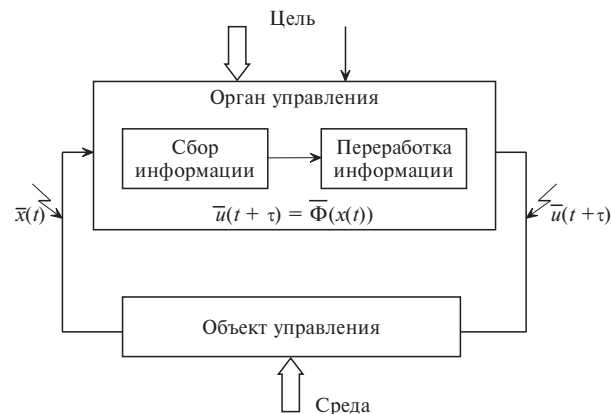 Цель
Орган управления
Сбор
информации
Переработка
информации
x̅(t)
u̅(t + τ) = Φ̅(x(t))
u̅(t +τ)
Объект управления
Среда